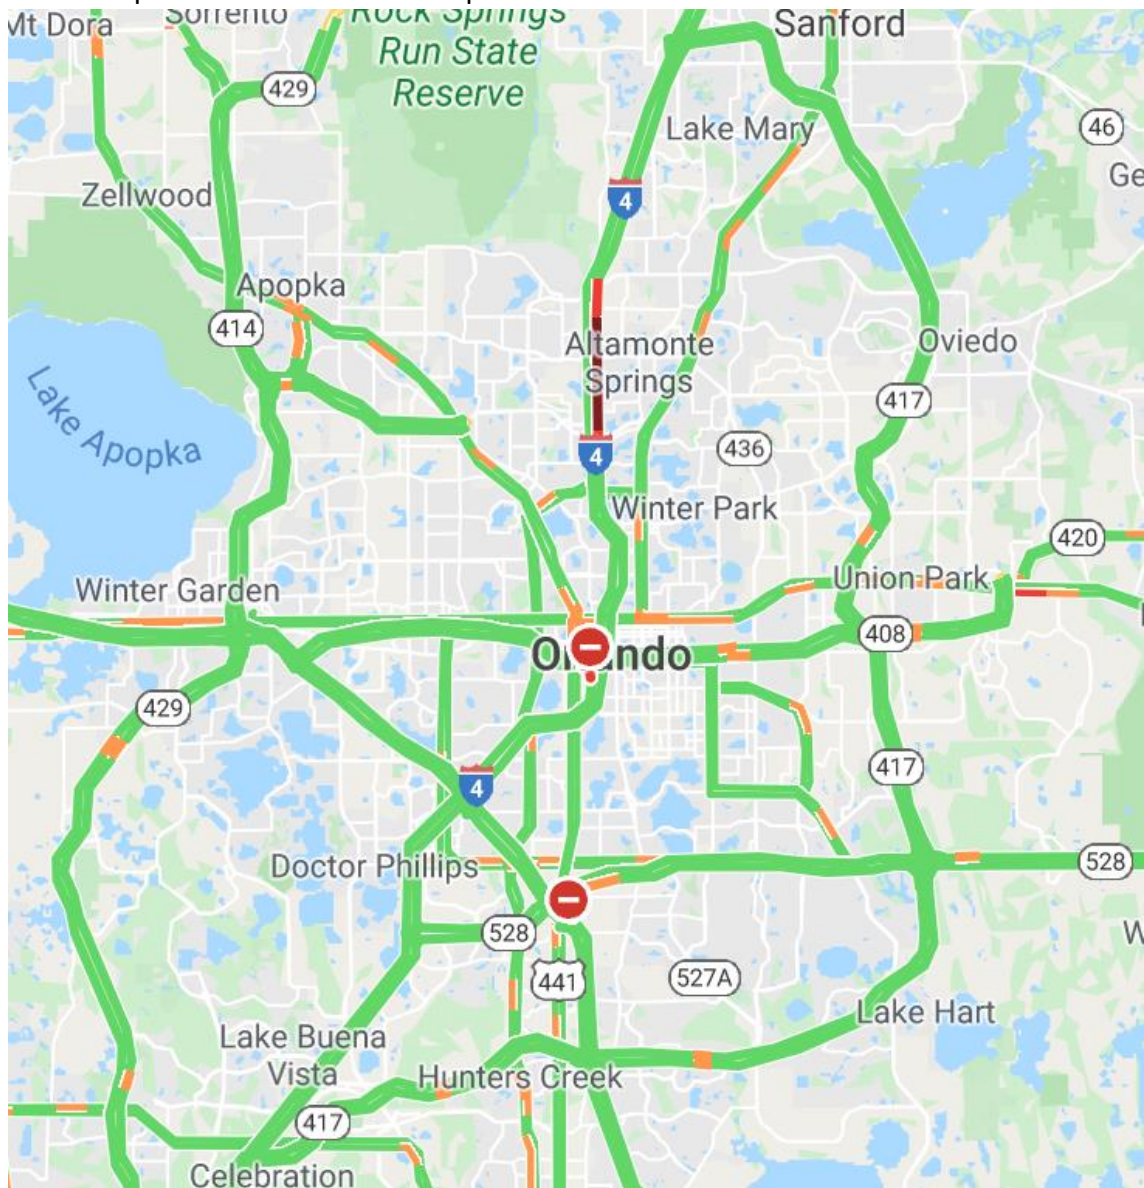 Mt Dora
Sorrento
Rock Springs
Run State
Reserve
Sanford
429
Lake Mary
46
Ge
Zellwood
4
Apopka
414
Altamonte
Springs
Oviedo
417
Lake Apopka
436
4
Winter Park
420
Winter Garden
Union Park
408
Orlando
429
417
4
Doctor Phillips
528
528
W
441
527A
Lake Hart
Lake Buena
Vista
Hunters Creek
417
Celebration